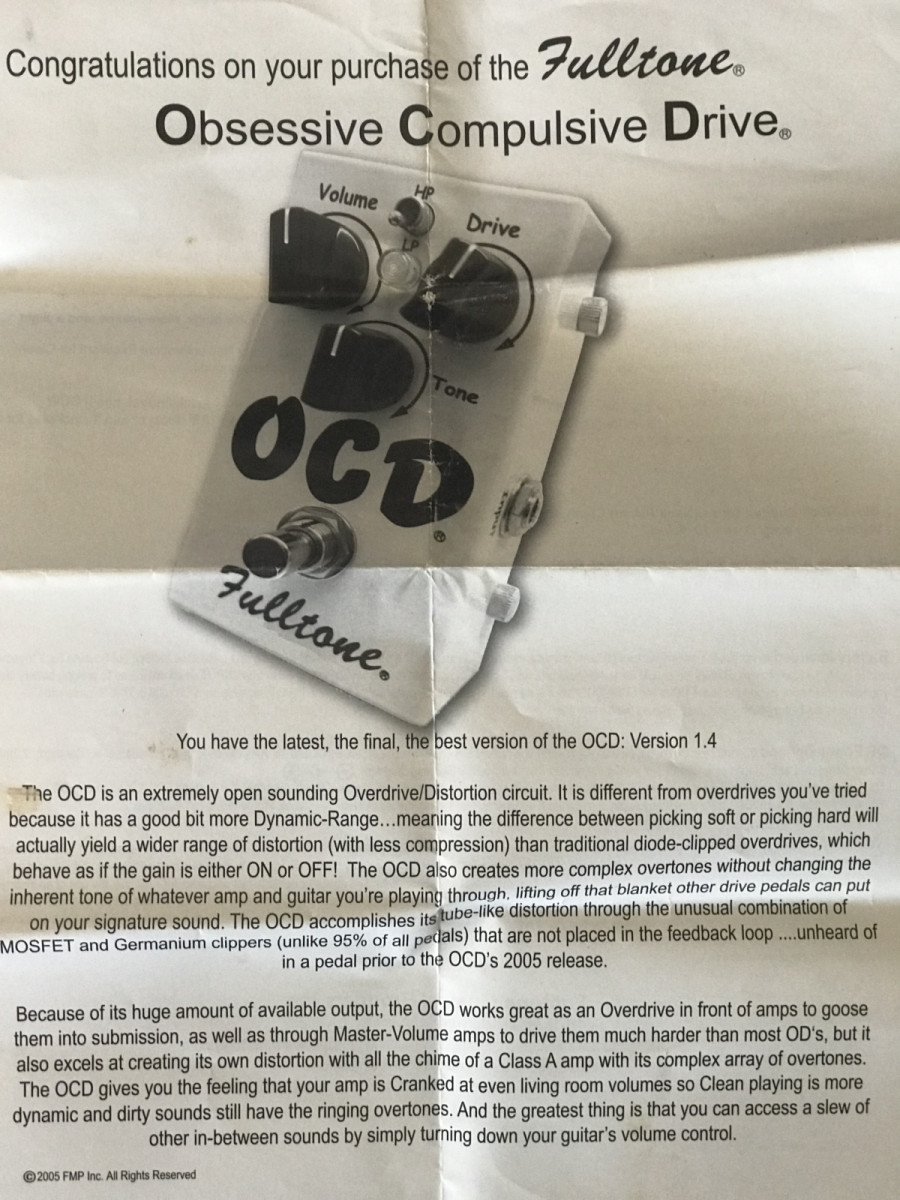 Congratulations on your purchase of the Fulltone®
Obsessive Compulsive Drive®
Volume
HP
Drive
LP
Tone
OCD®
Input
Fulltone®
You have the latest, the final, the best version of the OCD: Version 1.4
The OCD is an extremely open sounding Overdrive/Distortion circuit. It is different from overdrives you've tried
because it has a good bit more Dynamic-Range...meaning the difference between picking soft or picking hard will
actually yield a wider range of distortion (with less compression) than traditional diode-clipped overdrives, which
behave as if the gain is either ON or OFF! The OCD also creates more complex overtones without changing the
inherent tone of whatever amp and guitar you're playing through, lifting off that blanket other drive pedals can put
on your signature sound. The OCD accomplishes its tube-like distortion through the unusual combination of
MOSFET and Germanium clippers (unlike 95% of all pedals) that are not placed in the feedback loop ....unheard of
in a pedal prior to the OCD's 2005 release.
Because of its huge amount of available output, the OCD works great as an Overdrive in front of amps to goose
them into submission, as well as through Master-Volume amps to drive them much harder than most OD's, but it
also excels at creating its own distortion with all the chime of a Class A amp with its complex array of overtones.
The OCD gives you the feeling that your amp is Cranked at even living room volumes so Clean playing is more
dynamic and dirty sounds still have the ringing overtones. And the greatest thing is that you can access a slew of
other in-between sounds by simply turning down your guitar's volume control.
©2005 FMP Inc. All Rights Reserved